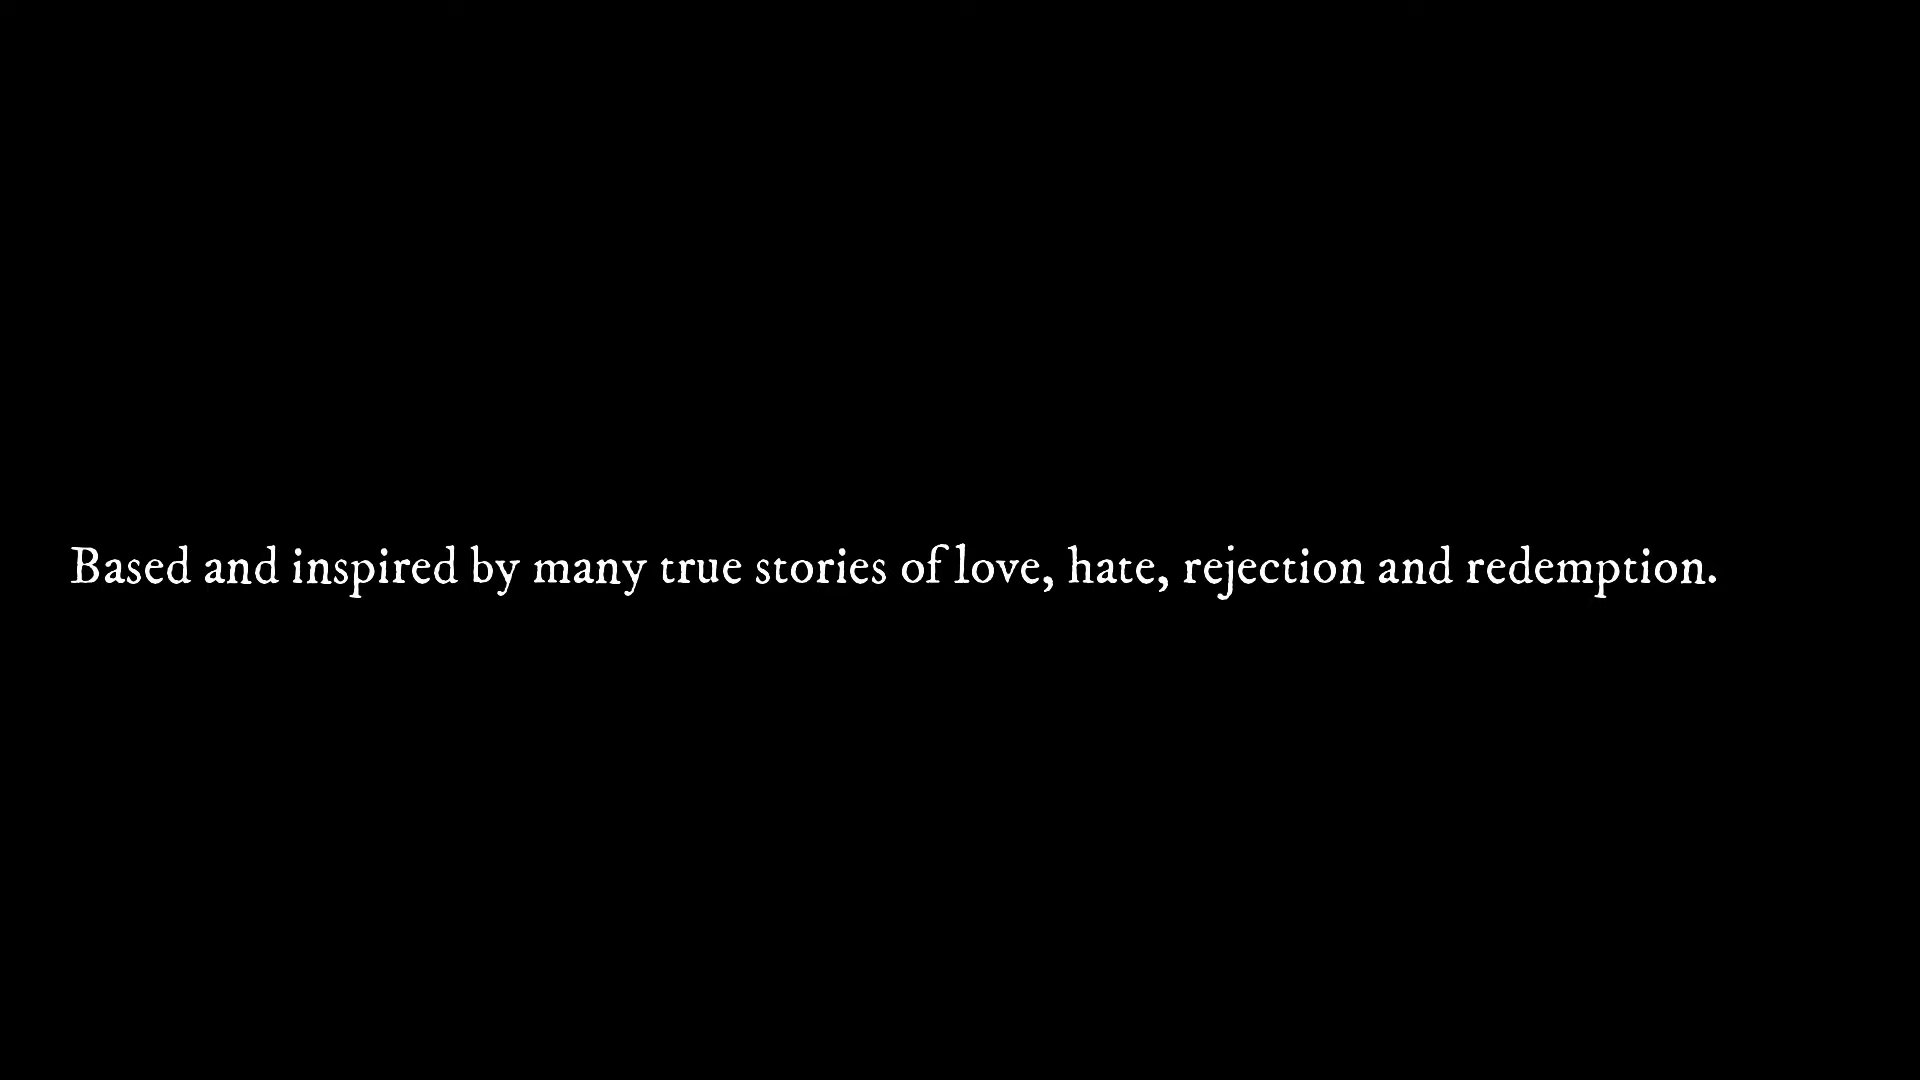 Based and inspired by many true stories of love, hate, rejection and redemption.